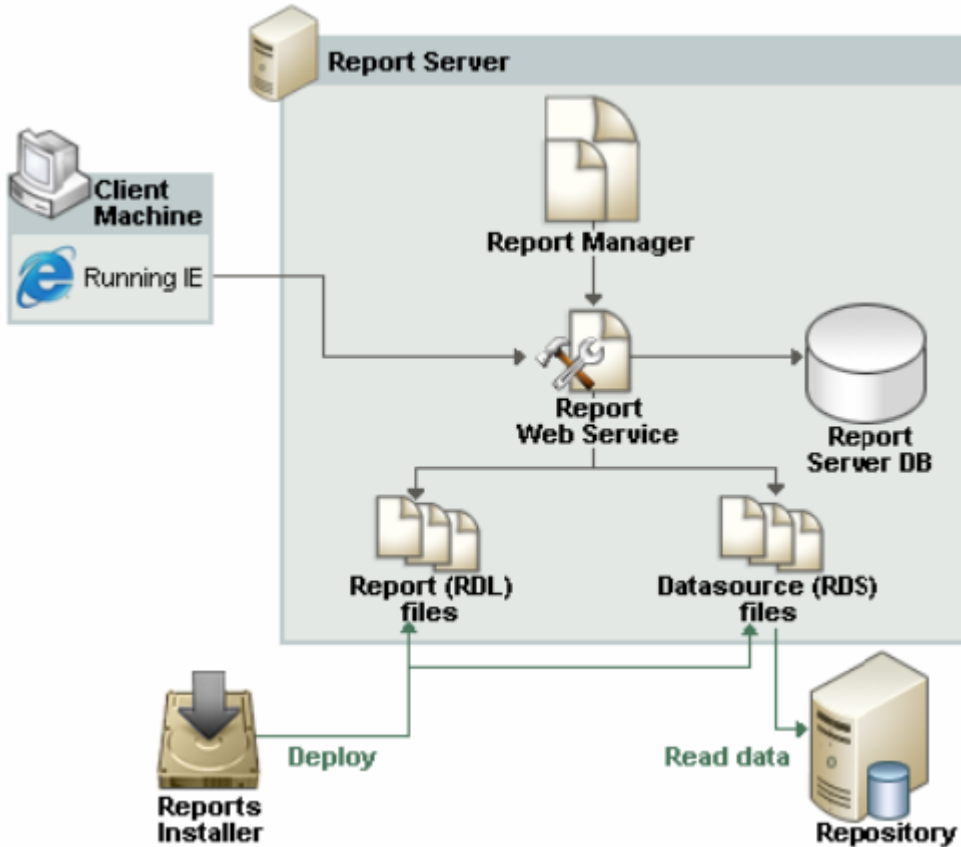 Report Server
Client
Machine
Running IE
Report Manager
Report
Web Service
Report
Server DB
Report (RDL)
files
Datasource (RDS)
files
Deploy
Read data
Reports
Installer
Repository